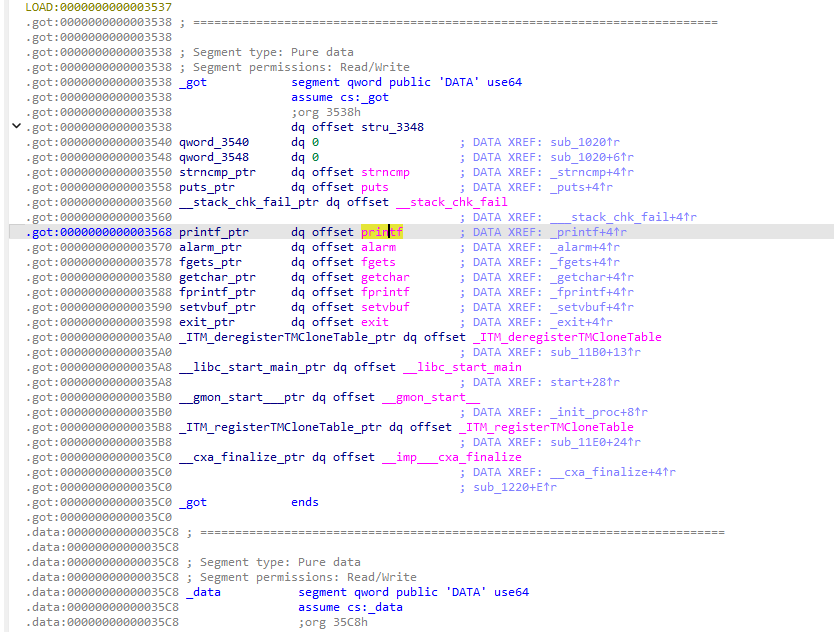 LOAD:0000000000003537
.got:0000000000003538 ; ===========================================================================
.got:0000000000003538
.got:0000000000003538 ; Segment type: Pure data
.got:0000000000003538 ; Segment permissions: Read/Write
.got:0000000000003538 _got segment qword public 'DATA' use64
.got:0000000000003538 assume cs:_got
.got:0000000000003538 ;org 3538h
.got:0000000000003538 dq offset stru_3348
.got:0000000000003540 qword_3540 dq 0 ; DATA XREF: sub_1020↑r
.got:0000000000003548 qword_3548 dq 0 ; DATA XREF: sub_1020+6↑r
.got:0000000000003550 strncmp_ptr dq offset strncmp ; DATA XREF: _strncmp+4↑r
.got:0000000000003558 puts_ptr dq offset puts ; DATA XREF: _puts+4↑r
.got:0000000000003560 __stack_chk_fail_ptr dq offset __stack_chk_fail
.got:0000000000003560 ; DATA XREF: ___stack_chk_fail+4↑r
.got:0000000000003568 printf_ptr dq offset printf ; DATA XREF: _printf+4↑r
.got:0000000000003570 alarm_ptr dq offset alarm ; DATA XREF: _alarm+4↑r
.got:0000000000003578 fgets_ptr dq offset fgets ; DATA XREF: _fgets+4↑r
.got:0000000000003580 getchar_ptr dq offset getchar ; DATA XREF: _getchar+4↑r
.got:0000000000003588 fprintf_ptr dq offset fprintf ; DATA XREF: _fprintf+4↑r
.got:0000000000003590 setvbuf_ptr dq offset setvbuf ; DATA XREF: _setvbuf+4↑r
.got:0000000000003598 exit_ptr dq offset exit ; DATA XREF: _exit+4↑r
.got:00000000000035A0 _ITM_deregisterTMCloneTable_ptr dq offset _ITM_deregisterTMCloneTable
.got:00000000000035A0 ; DATA XREF: sub_11B0+13↑r
.got:00000000000035A8 __libc_start_main_ptr dq offset __libc_start_main
.got:00000000000035A8 ; DATA XREF: start+28↑r
.got:00000000000035B0 __gmon_start___ptr dq offset __gmon_start__
.got:00000000000035B0 ; DATA XREF: _init_proc+8↑r
.got:00000000000035B8 _ITM_registerTMCloneTable_ptr dq offset _ITM_registerTMCloneTable
.got:00000000000035B8 ; DATA XREF: sub_11E0+24↑r
.got:00000000000035C0 __cxa_finalize_ptr dq offset __imp___cxa_finalize
.got:00000000000035C0 ; DATA XREF: __cxa_finalize+4↑r
.got:00000000000035C0 ; sub_1220+E↑r
.got:00000000000035C0 _got ends
.got:00000000000035C0
.data:00000000000035C8 ; ===========================================================================
.data:00000000000035C8
.data:00000000000035C8 ; Segment type: Pure data
.data:00000000000035C8 ; Segment permissions: Read/Write
.data:00000000000035C8 _data segment qword public 'DATA' use64
.data:00000000000035C8 assume cs:_data
.data:00000000000035C8 ;org 35C8h